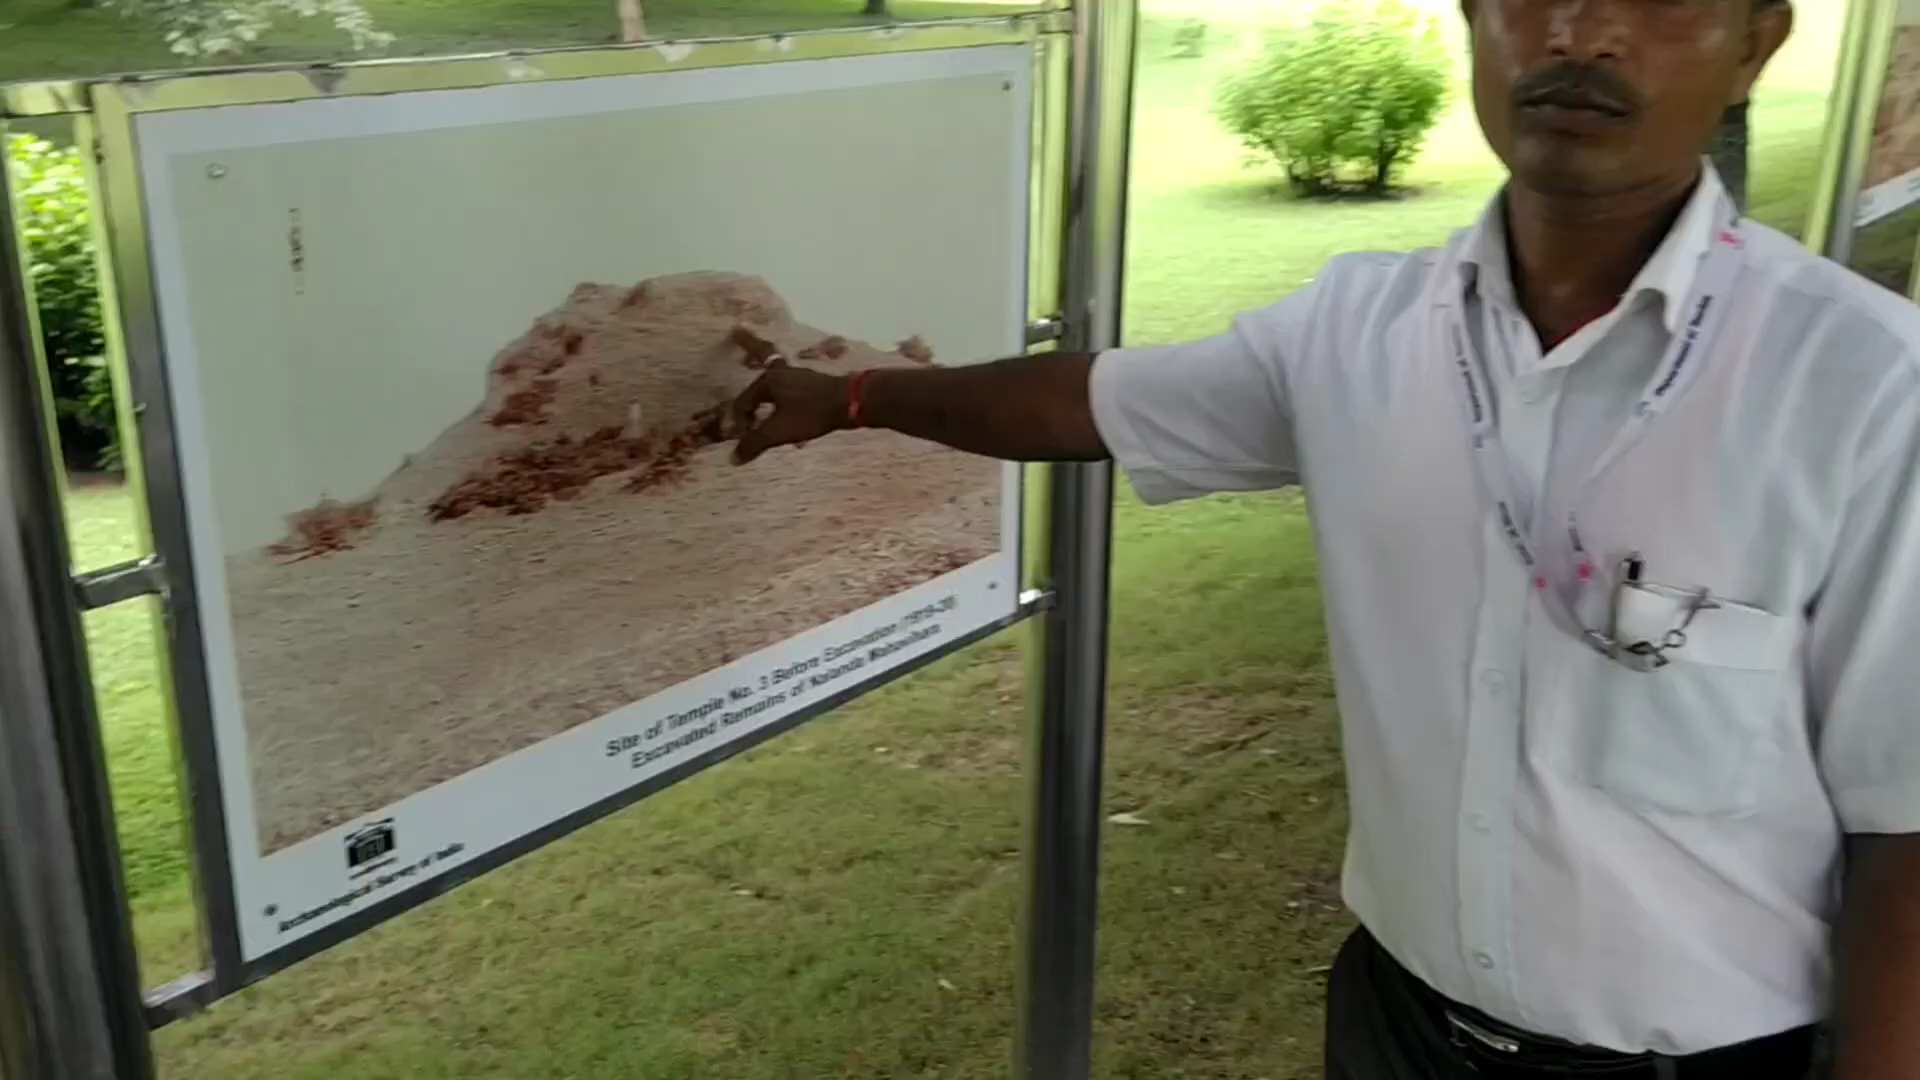 Site of Temple No. 3 Before Excavation (1919-20)
Excavated Remains of Nalanda Mahavihara
Archaeological Survey of India